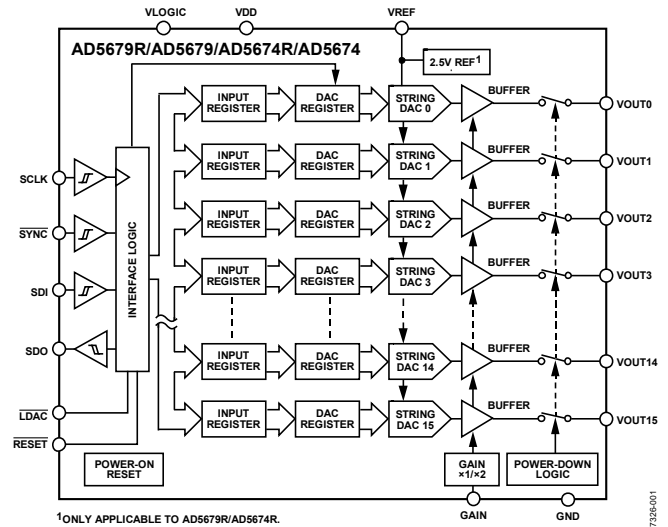 VLOGIC VDD VREF
AD5679R/AD5679/AD5674R/AD5674
2.5V REF1
INPUT REGISTER DAC REGISTER STRING DAC 0 BUFFER VOUT0
INPUT REGISTER DAC REGISTER STRING DAC 1 BUFFER VOUT1
SCLK
INPUT REGISTER DAC REGISTER STRING DAC 2 BUFFER VOUT2
SYNC
INTERFACE LOGIC
INPUT REGISTER DAC REGISTER STRING DAC 3 BUFFER VOUT3
SDI
SDO
INPUT REGISTER DAC REGISTER STRING DAC 14 BUFFER VOUT14
LDAC
INPUT REGISTER DAC REGISTER STRING DAC 15 BUFFER VOUT15
RESET
POWER-ON RESET
GAIN ×1/×2
POWER-DOWN LOGIC
GAIN GND
1ONLY APPLICABLE TO AD5679R/AD5674R.
7326-001